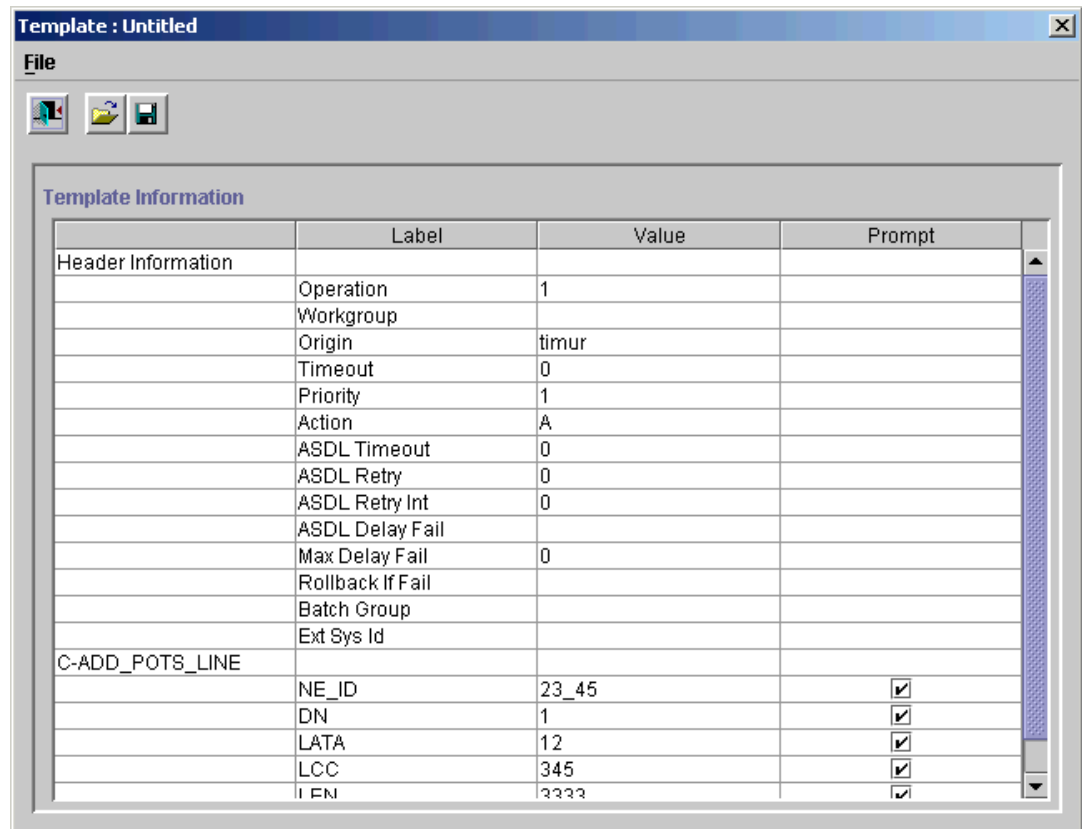 Template : Untitled
File
Template Information
Label Value Prompt
Header Information
Operation 1
Workgroup
Origin timur
Timeout 0
Priority 1
Action A
ASDL Timeout 0
ASDL Retry 0
ASDL Retry Int 0
ASDL Delay Fail
Max Delay Fail 0
Rollback If Fail
Batch Group
Ext Sys Id
C-ADD_POTS_LINE
NE_ID 23_45
DN 1
LATA 12
LCC 345
LEN 3333